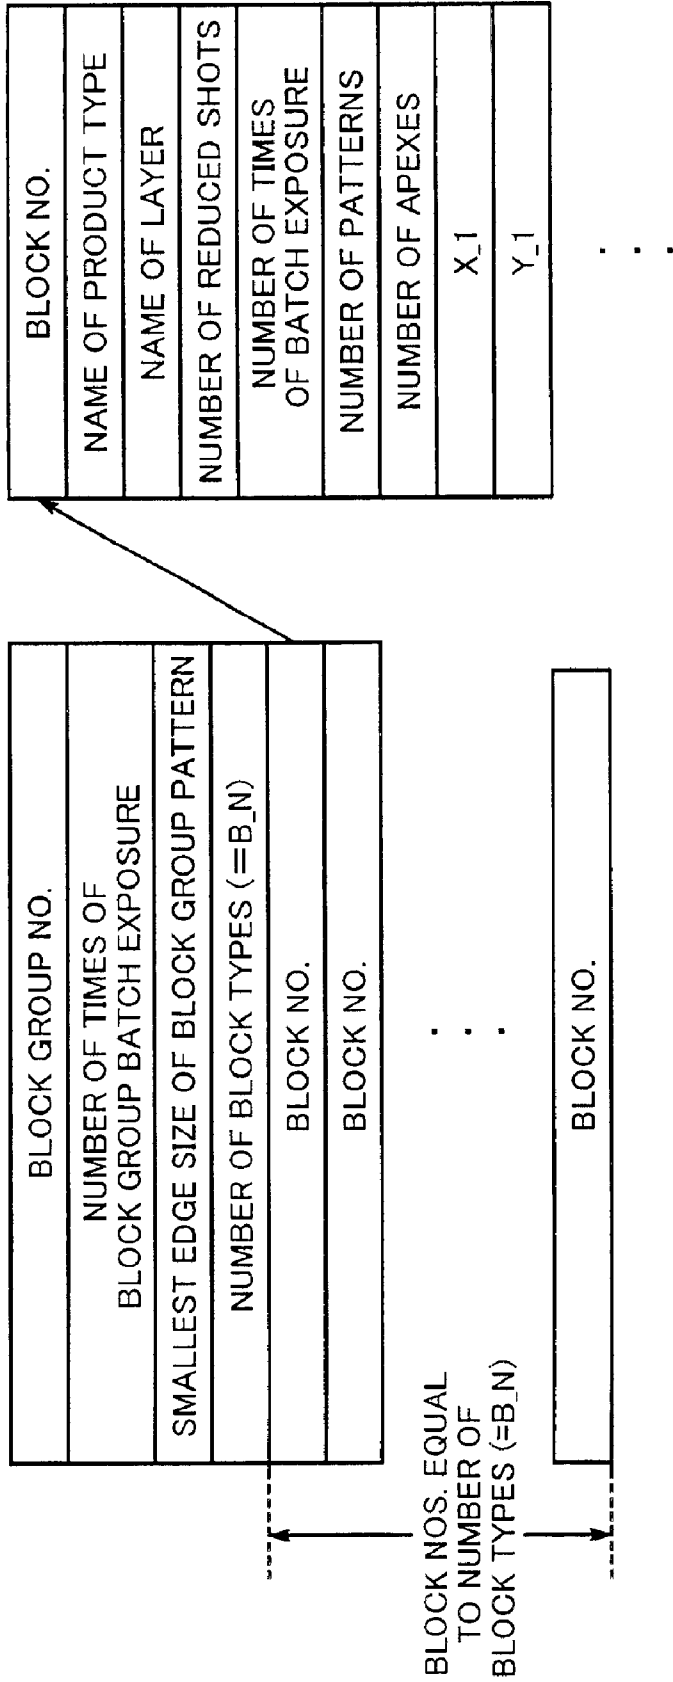 BLOCK GROUP NO.
NUMBER OF TIMES OF
BLOCK GROUP BATCH EXPOSURE
SMALLEST EDGE SIZE OF BLOCK GROUP PATTERN
NUMBER OF BLOCK TYPES (=B_N)
BLOCK NO.
BLOCK NO.
. . .
BLOCK NO.
BLOCK NOS. EQUAL
TO NUMBER OF
BLOCK TYPES (=B_N)
BLOCK NO.
NAME OF PRODUCT TYPE
NAME OF LAYER
NUMBER OF REDUCED SHOTS
NUMBER OF TIMES
OF BATCH EXPOSURE
NUMBER OF PATTERNS
NUMBER OF APEXES
X_1
Y_1
. . .